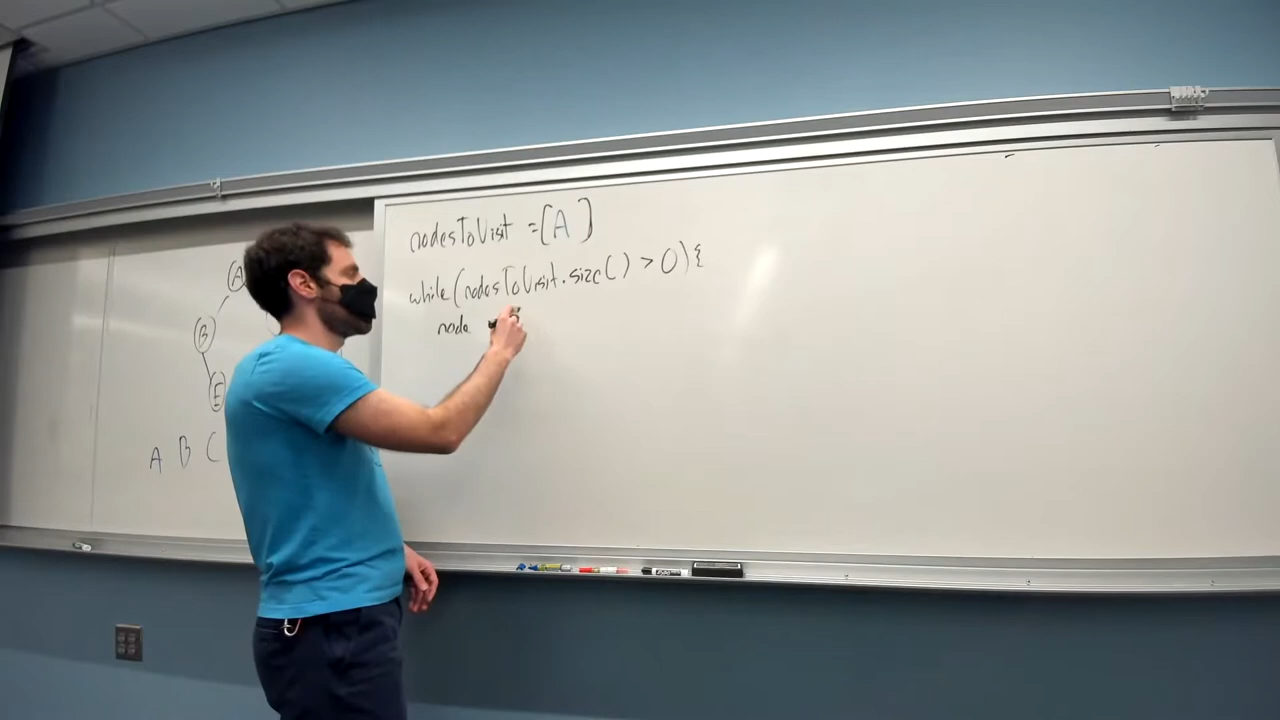 nodesToVisit = [A]
while(nodesToVisit.size() > 0){
node
A
B
E
A B C